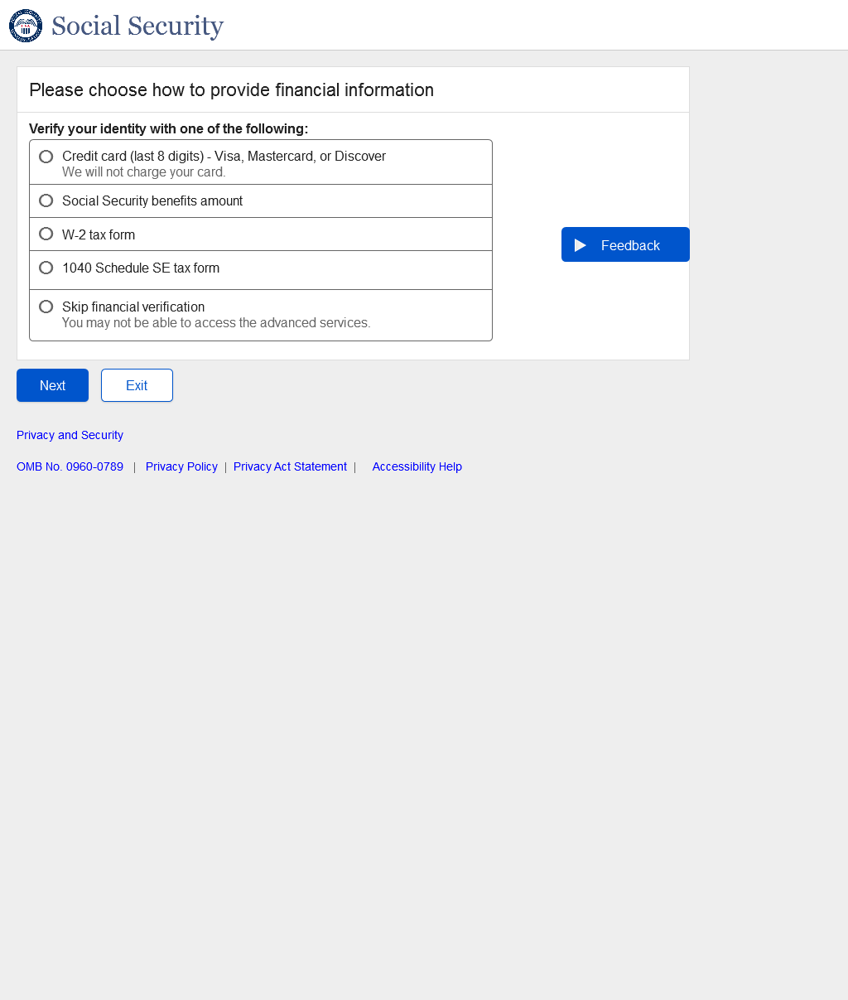 Social Security
Please choose how to provide financial information
Verify your identity with one of the following:
Credit card (last 8 digits) - Visa, Mastercard, or Discover
We will not charge your card.
Social Security benefits amount
W-2 tax form
Feedback
1040 Schedule SE tax form
Skip financial verification
You may not be able to access the advanced services.
Next Exit
Privacy and Security
OMB No. 0960-0789 | Privacy Policy | Privacy Act Statement | Accessibility Help